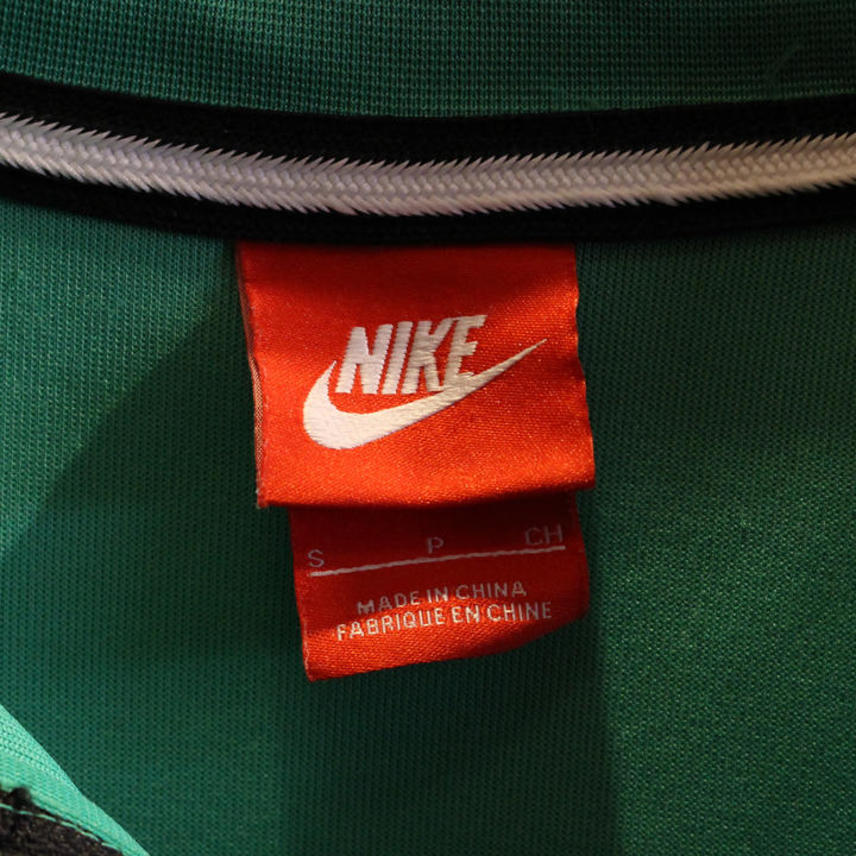 NIKE
S P CH
MADE IN CHINA
FABRIQUE EN CHINE